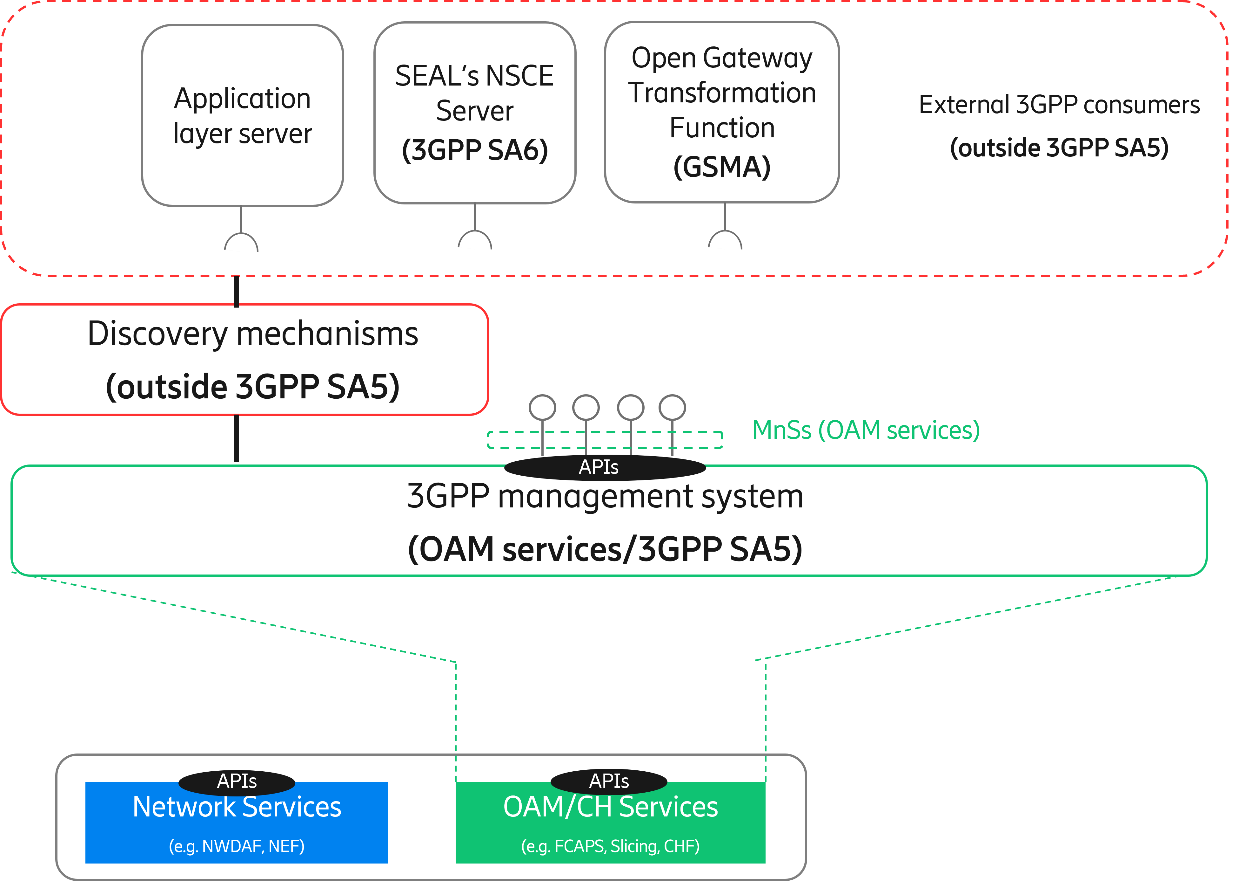 Application
layer server
SEAL's NSCE
Server
(3GPP SA6)
Open Gateway
Transformation
Function
(GSMA)
External 3GPP consumers
(outside 3GPP SA5)
Discovery mechanisms
(outside 3GPP SA5)
MnSs (OAM services)
APIs
3GPP management system
(OAM services/3GPP SA5)
APIs
Network Services
(e.g. NWDAF, NEF)
APIs
OAM/CH Services
(e.g. FCAPS, Slicing, CHF)